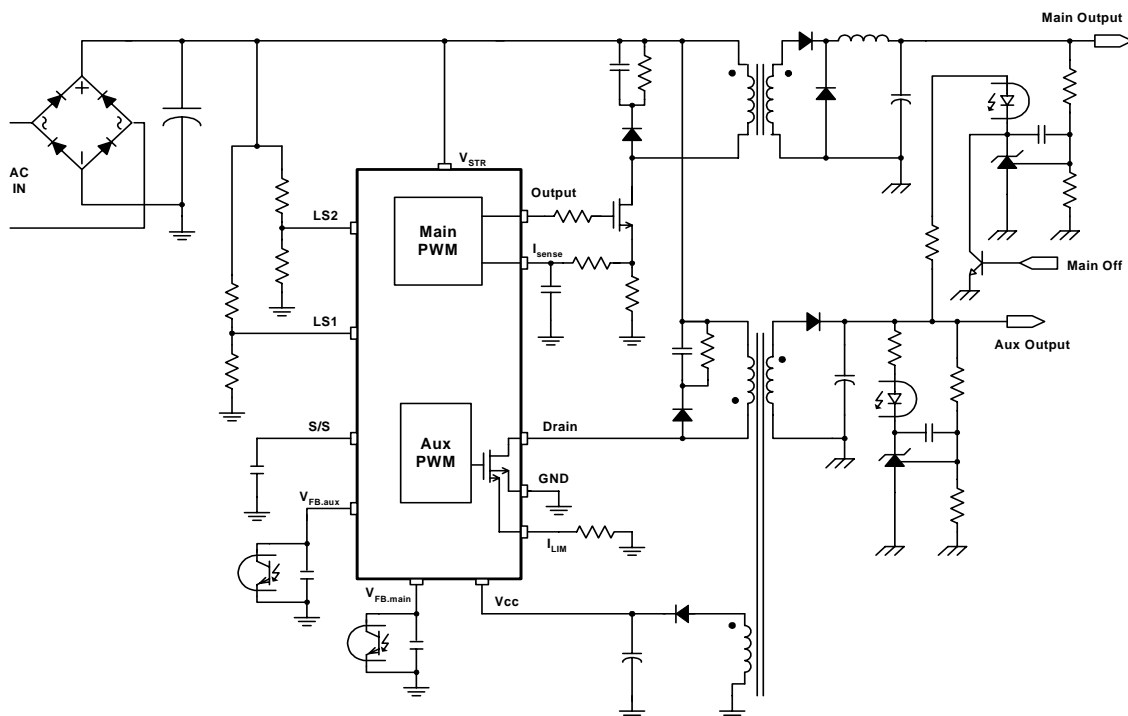 Main Output
AC
IN
V_STR
Output
LS2
Main
PWM
I_sense
Main Off
LS1
Aux Output
S/S
Aux
PWM
Drain
GND
V_FB.aux
I_LIM
V_FB.main
Vcc